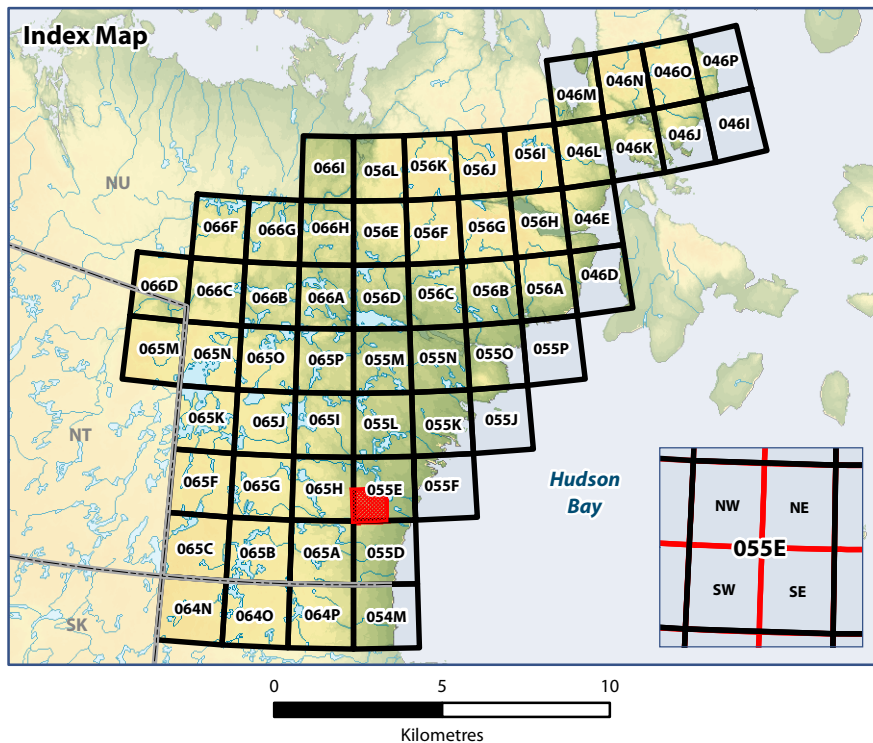 Index Map
046M 046N 046O 046P
066I 056L 056K 056J 056I 046L 046K 046J 046I
NU
066F 066G 066H 056E 056F 056G 056H 046E
066D 066C 066B 066A 056D 056C 056B 056A 046D
065M 065N 065O 065P 055M 055N 055O 055P
NT
065K 065J 065I 055L 055K 055J
065F 065G 065H 055E 055F
Hudson
Bay
065C 065B 065A 055D
SK
064N 064O 064P 054M
NW NE
055E
SW SE
0 5 10
Kilometres